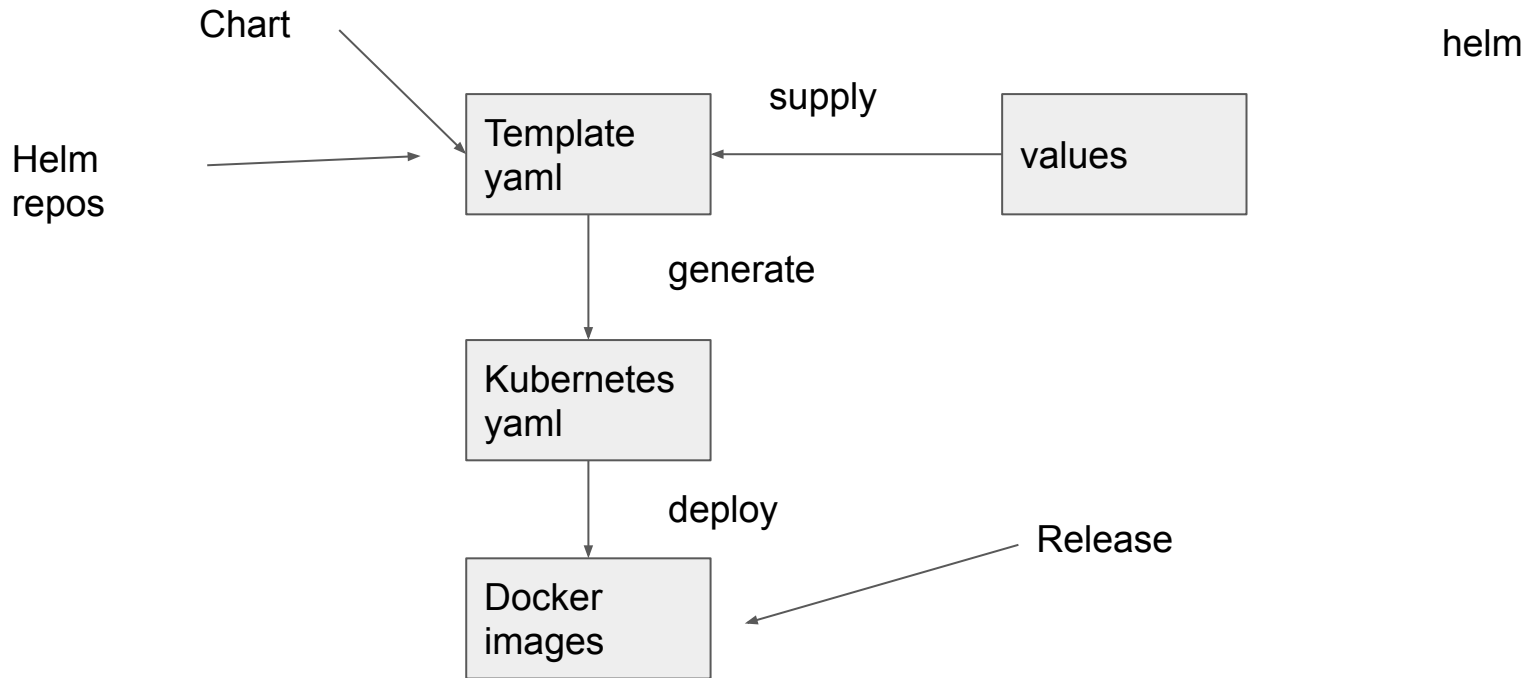 Chart
helm
supply
Template
yaml
values
Helm
repos
generate
Kubernetes
yaml
deploy
Release
Docker
images